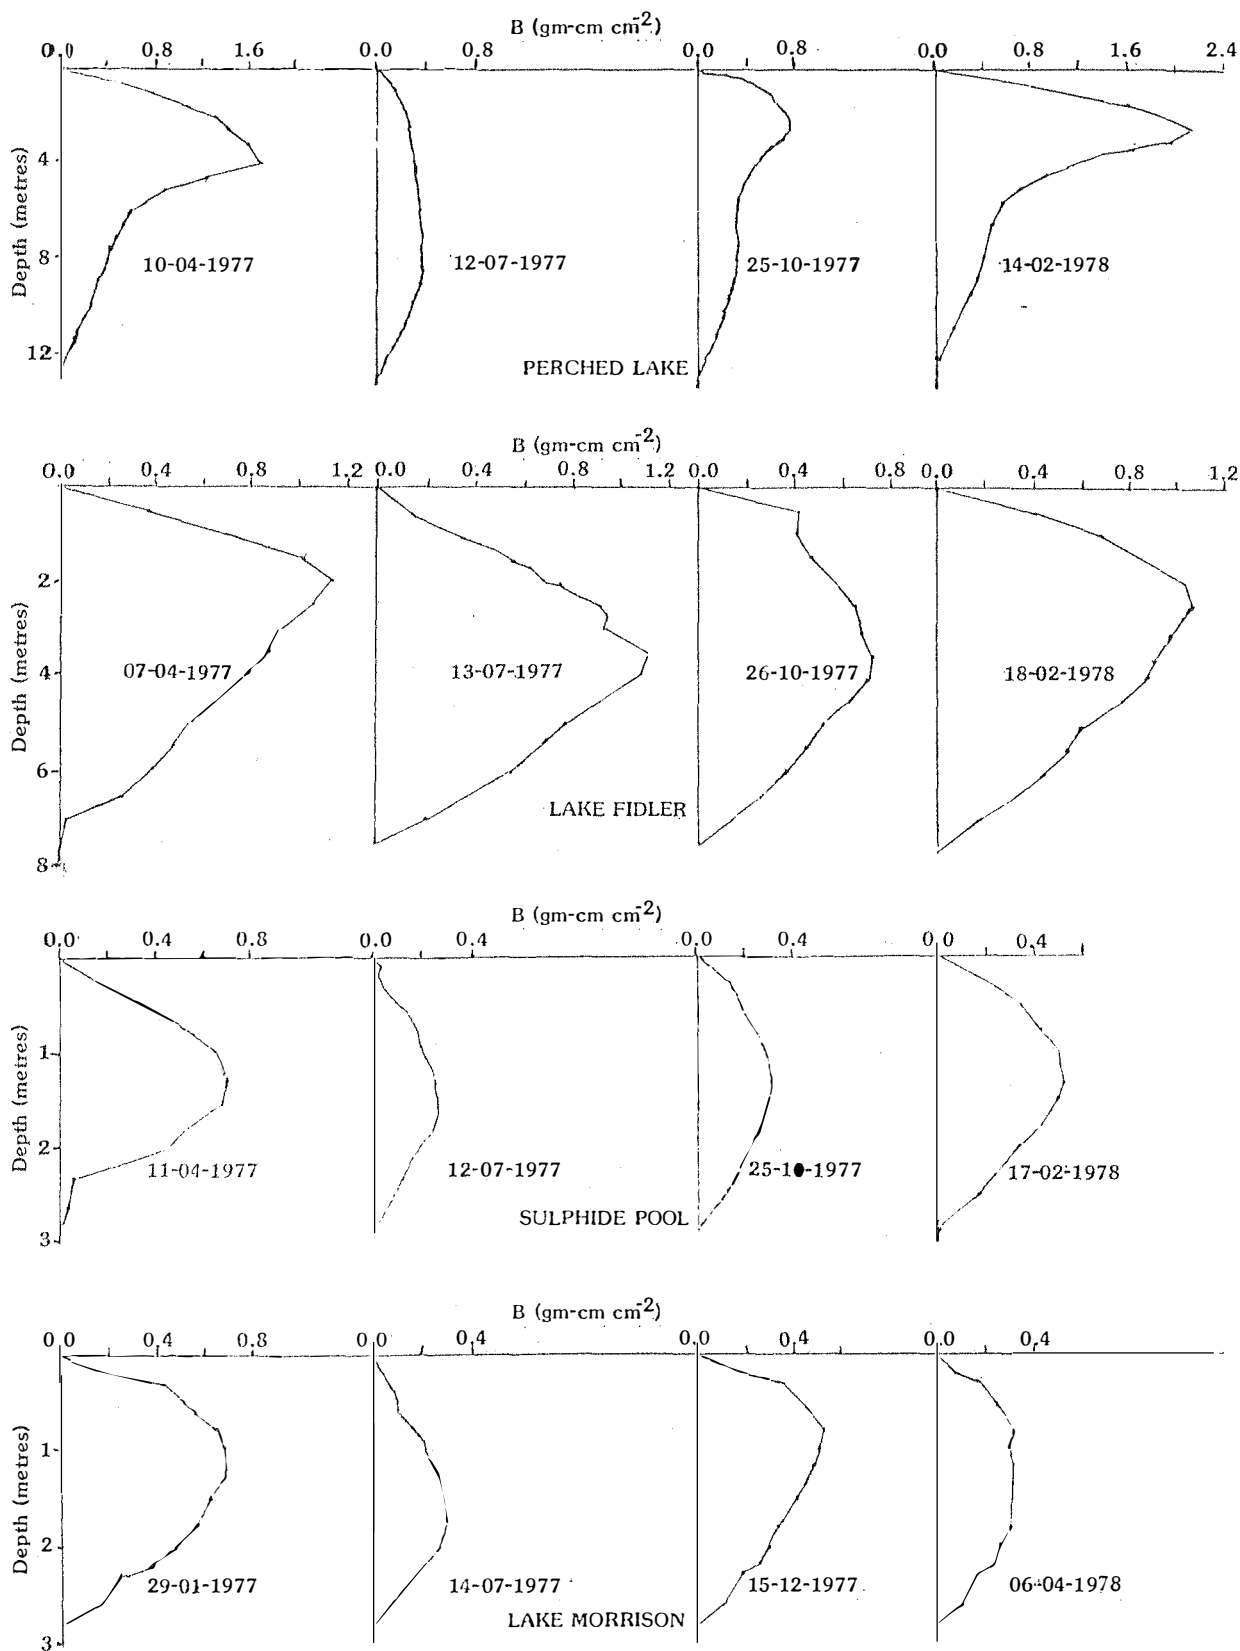 B (gm-cm cm-2)
0.0 0.8 1.6 0.0 0.8 0.0 0.8 0.0 0.8 1.6 2.4
Depth (metres)
4
8
12
10-04-1977 12-07-1977 25-10-1977 14-02-1978
PERCHED LAKE
B (gm-cm cm-2)
0.0 0.4 0.8 1.2 0.0 0.4 0.8 1.2 0.0 0.4 0.8 0.0 0.4 0.8 1.2
Depth (metres)
2
4
6
8
07-04-1977 13-07-1977 26-10-1977 18-02-1978
LAKE FIDLER
B (gm-cm cm-2)
0.0 0.4 0.8 0.0 0.4 0.0 0.4 0.0 0.4
Depth (metres)
1
2
3
11-04-1977 12-07-1977 25-10-1977 17-02-1978
SULPHIDE POOL
B (gm-cm cm-2)
0.0 0.4 0.8 0.0 0.4 0.0 0.4 0.0 0.4
Depth (metres)
1
2
3
29-01-1977 14-07-1977 15-12-1977 06-04-1978
LAKE MORRISON